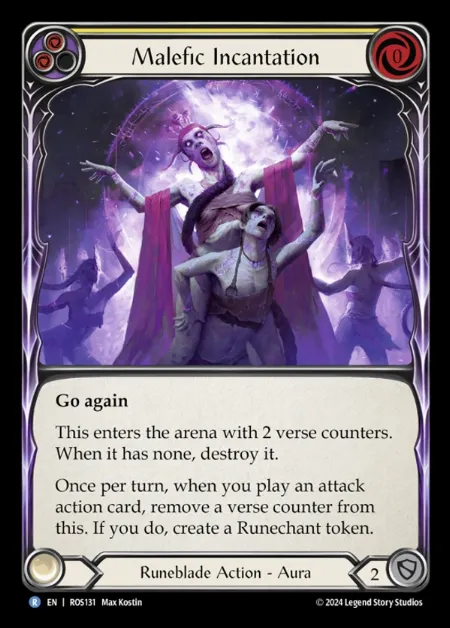 Malefic Incantation
0
Go again
This enters the arena with 2 verse counters.
When it has none, destroy it.
Once per turn, when you play an attack
action card, remove a verse counter from
this. If you do, create a Runechant token.
Runeblade Action - Aura
2
R EN | ROS131 Max Kostin
© 2024 Legend Story Studios